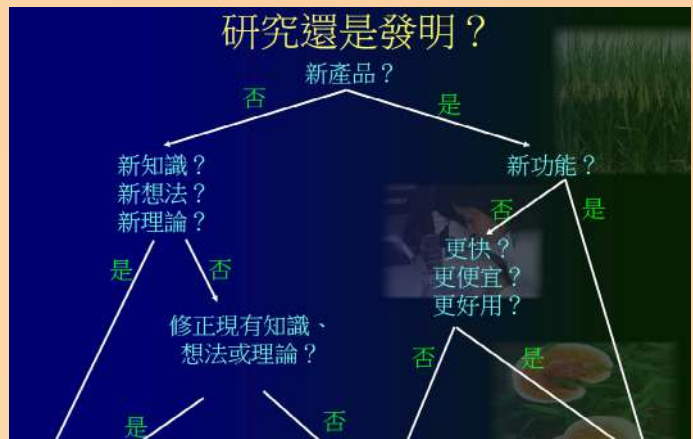 研究還是發明？
新產品？
否
是
新知識？
新想法？
新理論？
新功能？
是
否
否
是
更快？
更便宜？
更好用？
修正現有知識、
想法或理論？
否
是
是
否